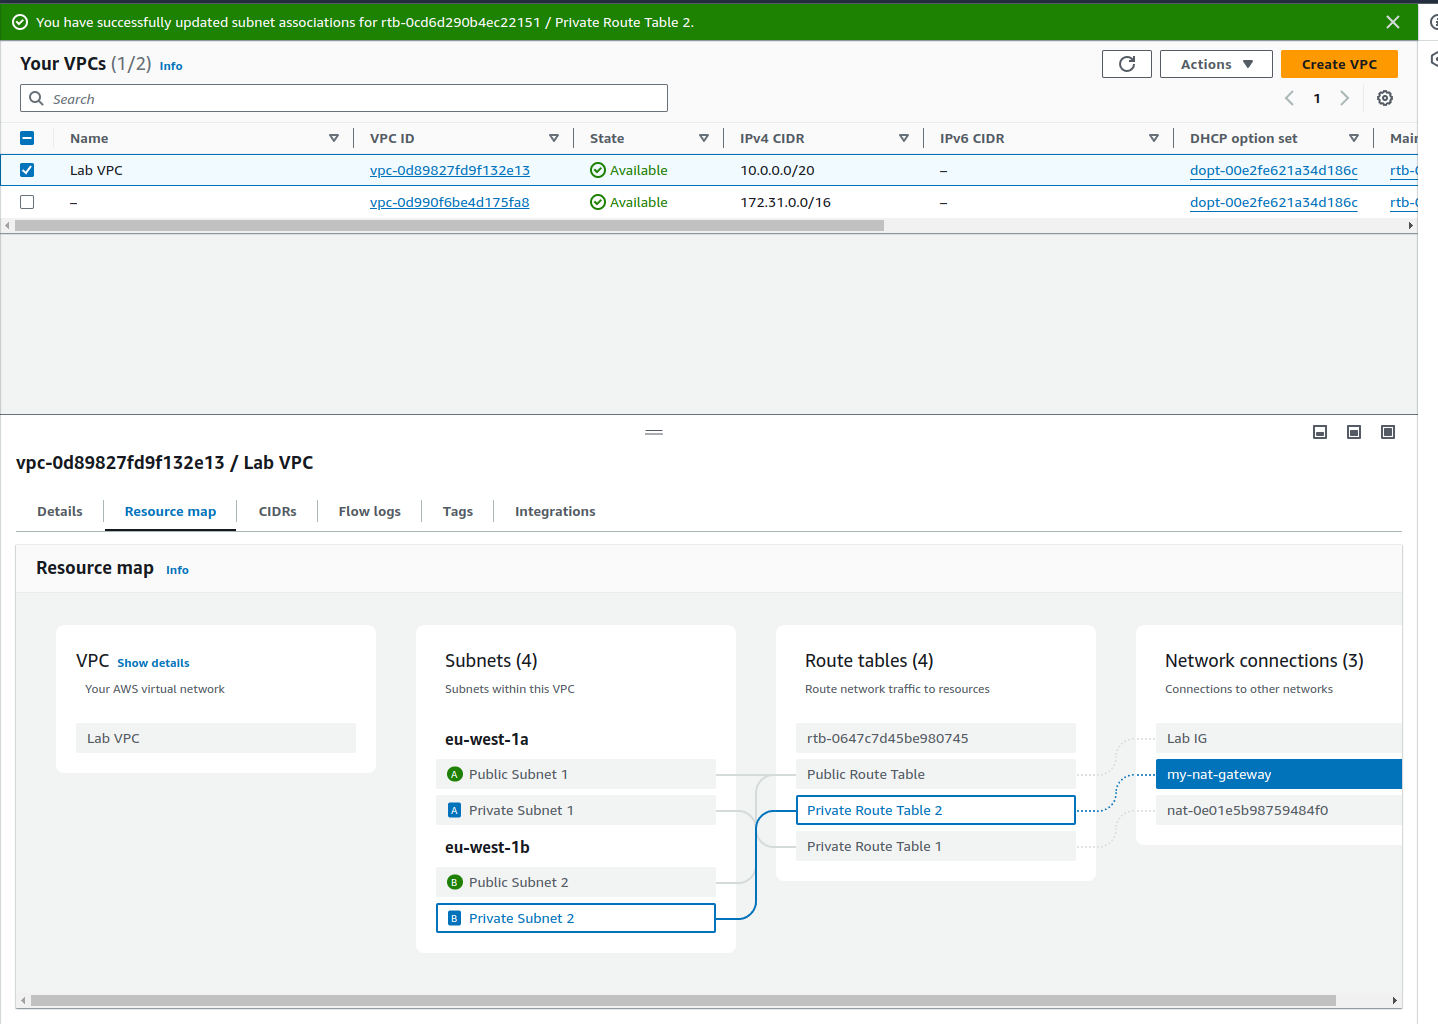 You have successfully updated subnet associations for rtb-0cd6d290b4ec22151 / Private Route Table 2.
Your VPCs (1/2) Info
Actions
Create VPC
Search
1
Name VPC ID State IPv4 CIDR IPv6 CIDR DHCP option set Main
Lab VPC vpc-0d89827fd9f132e13 Available 10.0.0.0/20 – dopt-00e2fe621a34d186c rtb-0
– vpc-0d990f6be4d175fa8 Available 172.31.0.0/16 – dopt-00e2fe621a34d186c rtb-0
vpc-0d89827fd9f132e13 / Lab VPC
Details Resource map CIDRs Flow logs Tags Integrations
Resource map Info
VPC Show details
Your AWS virtual network
Lab VPC
Subnets (4)
Subnets within this VPC
eu-west-1a
A Public Subnet 1
A Private Subnet 1
eu-west-1b
B Public Subnet 2
B Private Subnet 2
Route tables (4)
Route network traffic to resources
rtb-0647c7d45be980745
Public Route Table
Private Route Table 2
Private Route Table 1
Network connections (3)
Connections to other networks
Lab IG
my-nat-gateway
nat-0e01e5b98759484f0